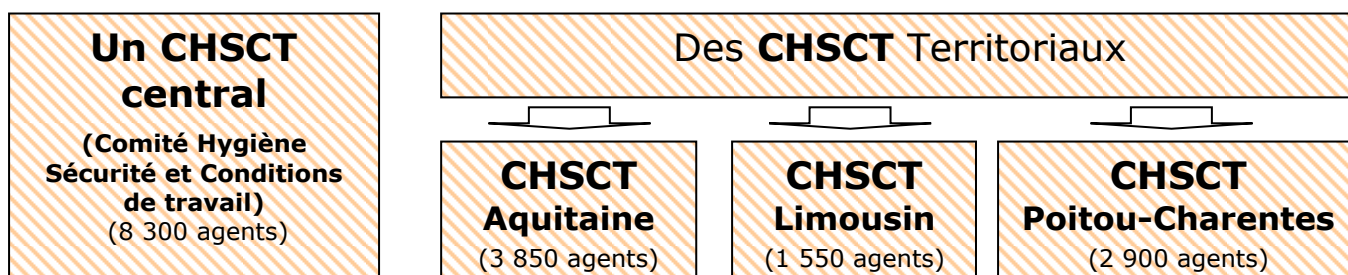 Un CHSCT
central
(Comité Hygiène
Sécurité et Conditions
de travail)
(8 300 agents)
Des CHSCT Territoriaux
CHSCT
Aquitaine
(3 850 agents)
CHSCT
Limousin
(1 550 agents)
CHSCT
Poitou-Charentes
(2 900 agents)